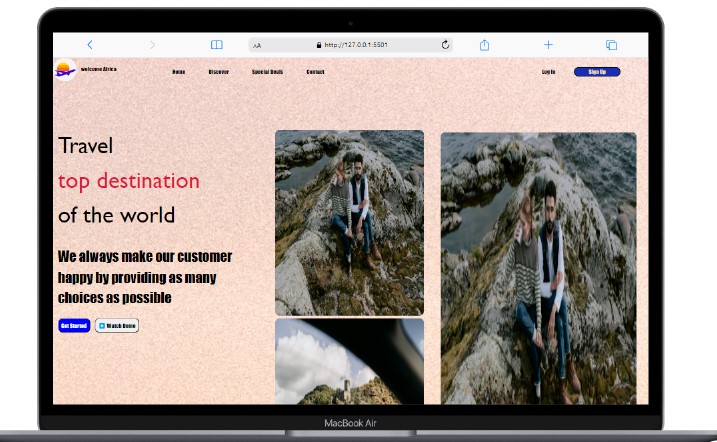 AA http://127.0.0.1:5501
welcome Africa Home Discover Special Deals Contact Log In Sign Up
Travel
top destination
of the world
We always make our customer
happy by providing as many
choices as possible
Get Started Watch Demo
MacBook Air